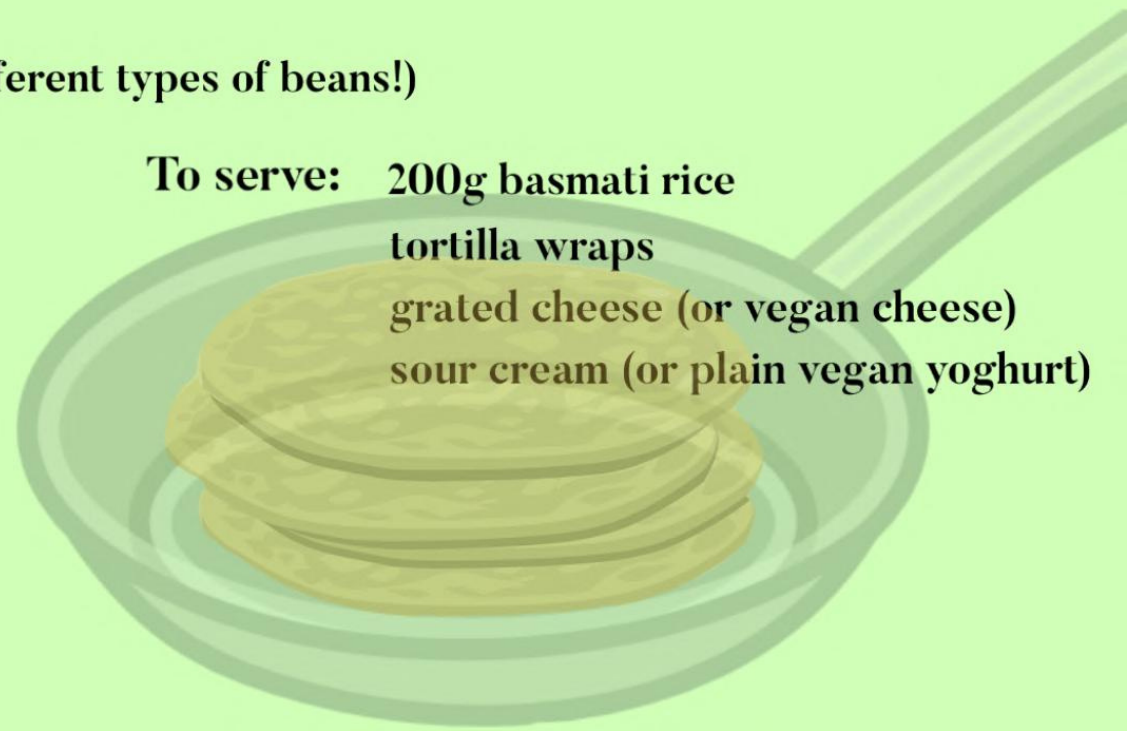 types of beans!)
To serve: 200g basmati rice
tortilla wraps
grated cheese (or vegan cheese)
sour cream (or plain vegan yoghurt)